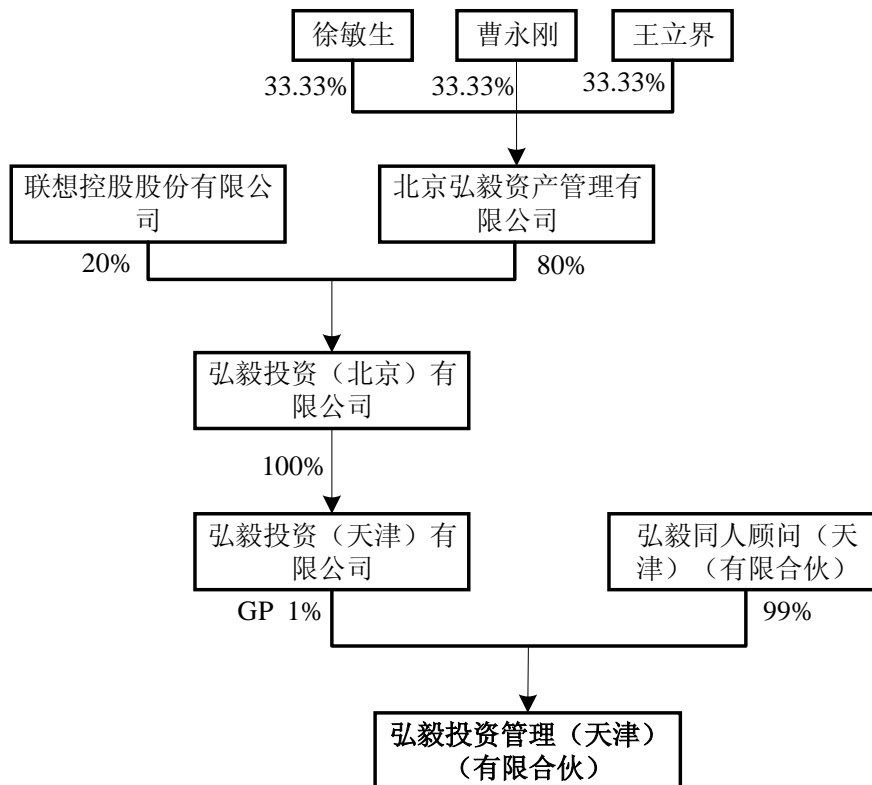 徐敏生
曹永刚
王立界
33.33%
33.33%
33.33%
联想控股股份有限公
司
北京弘毅资产管理有
限公司
20%
80%
弘毅投资（北京）有
限公司
100%
弘毅投资（天津）有
限公司
弘毅同人顾问（天
津）（有限合伙）
GP 1%
99%
弘毅投资管理（天津）
（有限合伙）